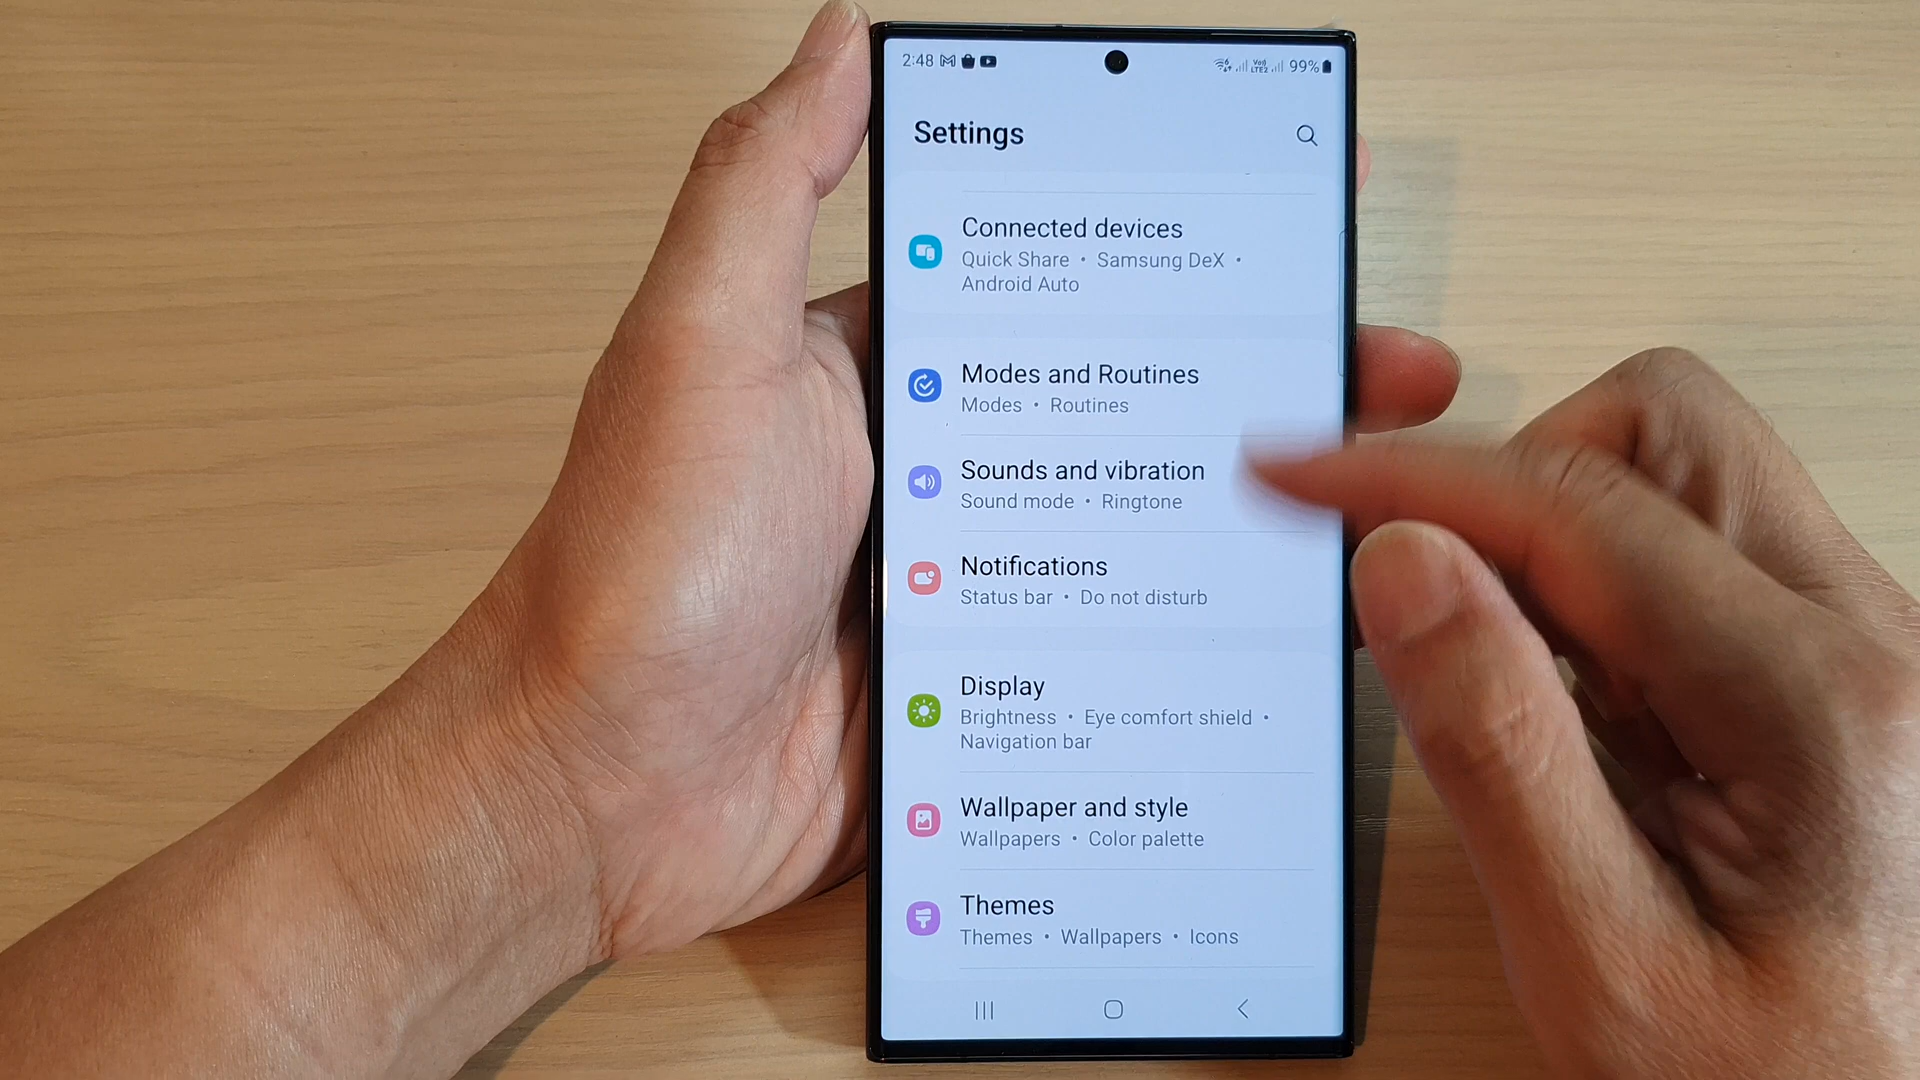 2:48
VoLTE2 99%
Settings
Connected devices
Quick Share • Samsung DeX •
Android Auto
Modes and Routines
Modes • Routines
Sounds and vibration
Sound mode • Ringtone
Notifications
Status bar • Do not disturb
Display
Brightness • Eye comfort shield •
Navigation bar
Wallpaper and style
Wallpapers • Color palette
Themes
Themes • Wallpapers • Icons